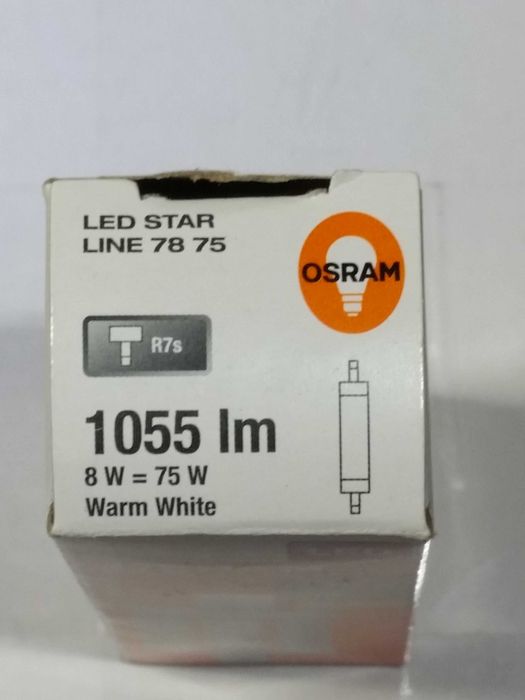 LED STAR
LINE 78 75
OSRAM
R7s
1055 lm
8 W = 75 W
Warm White